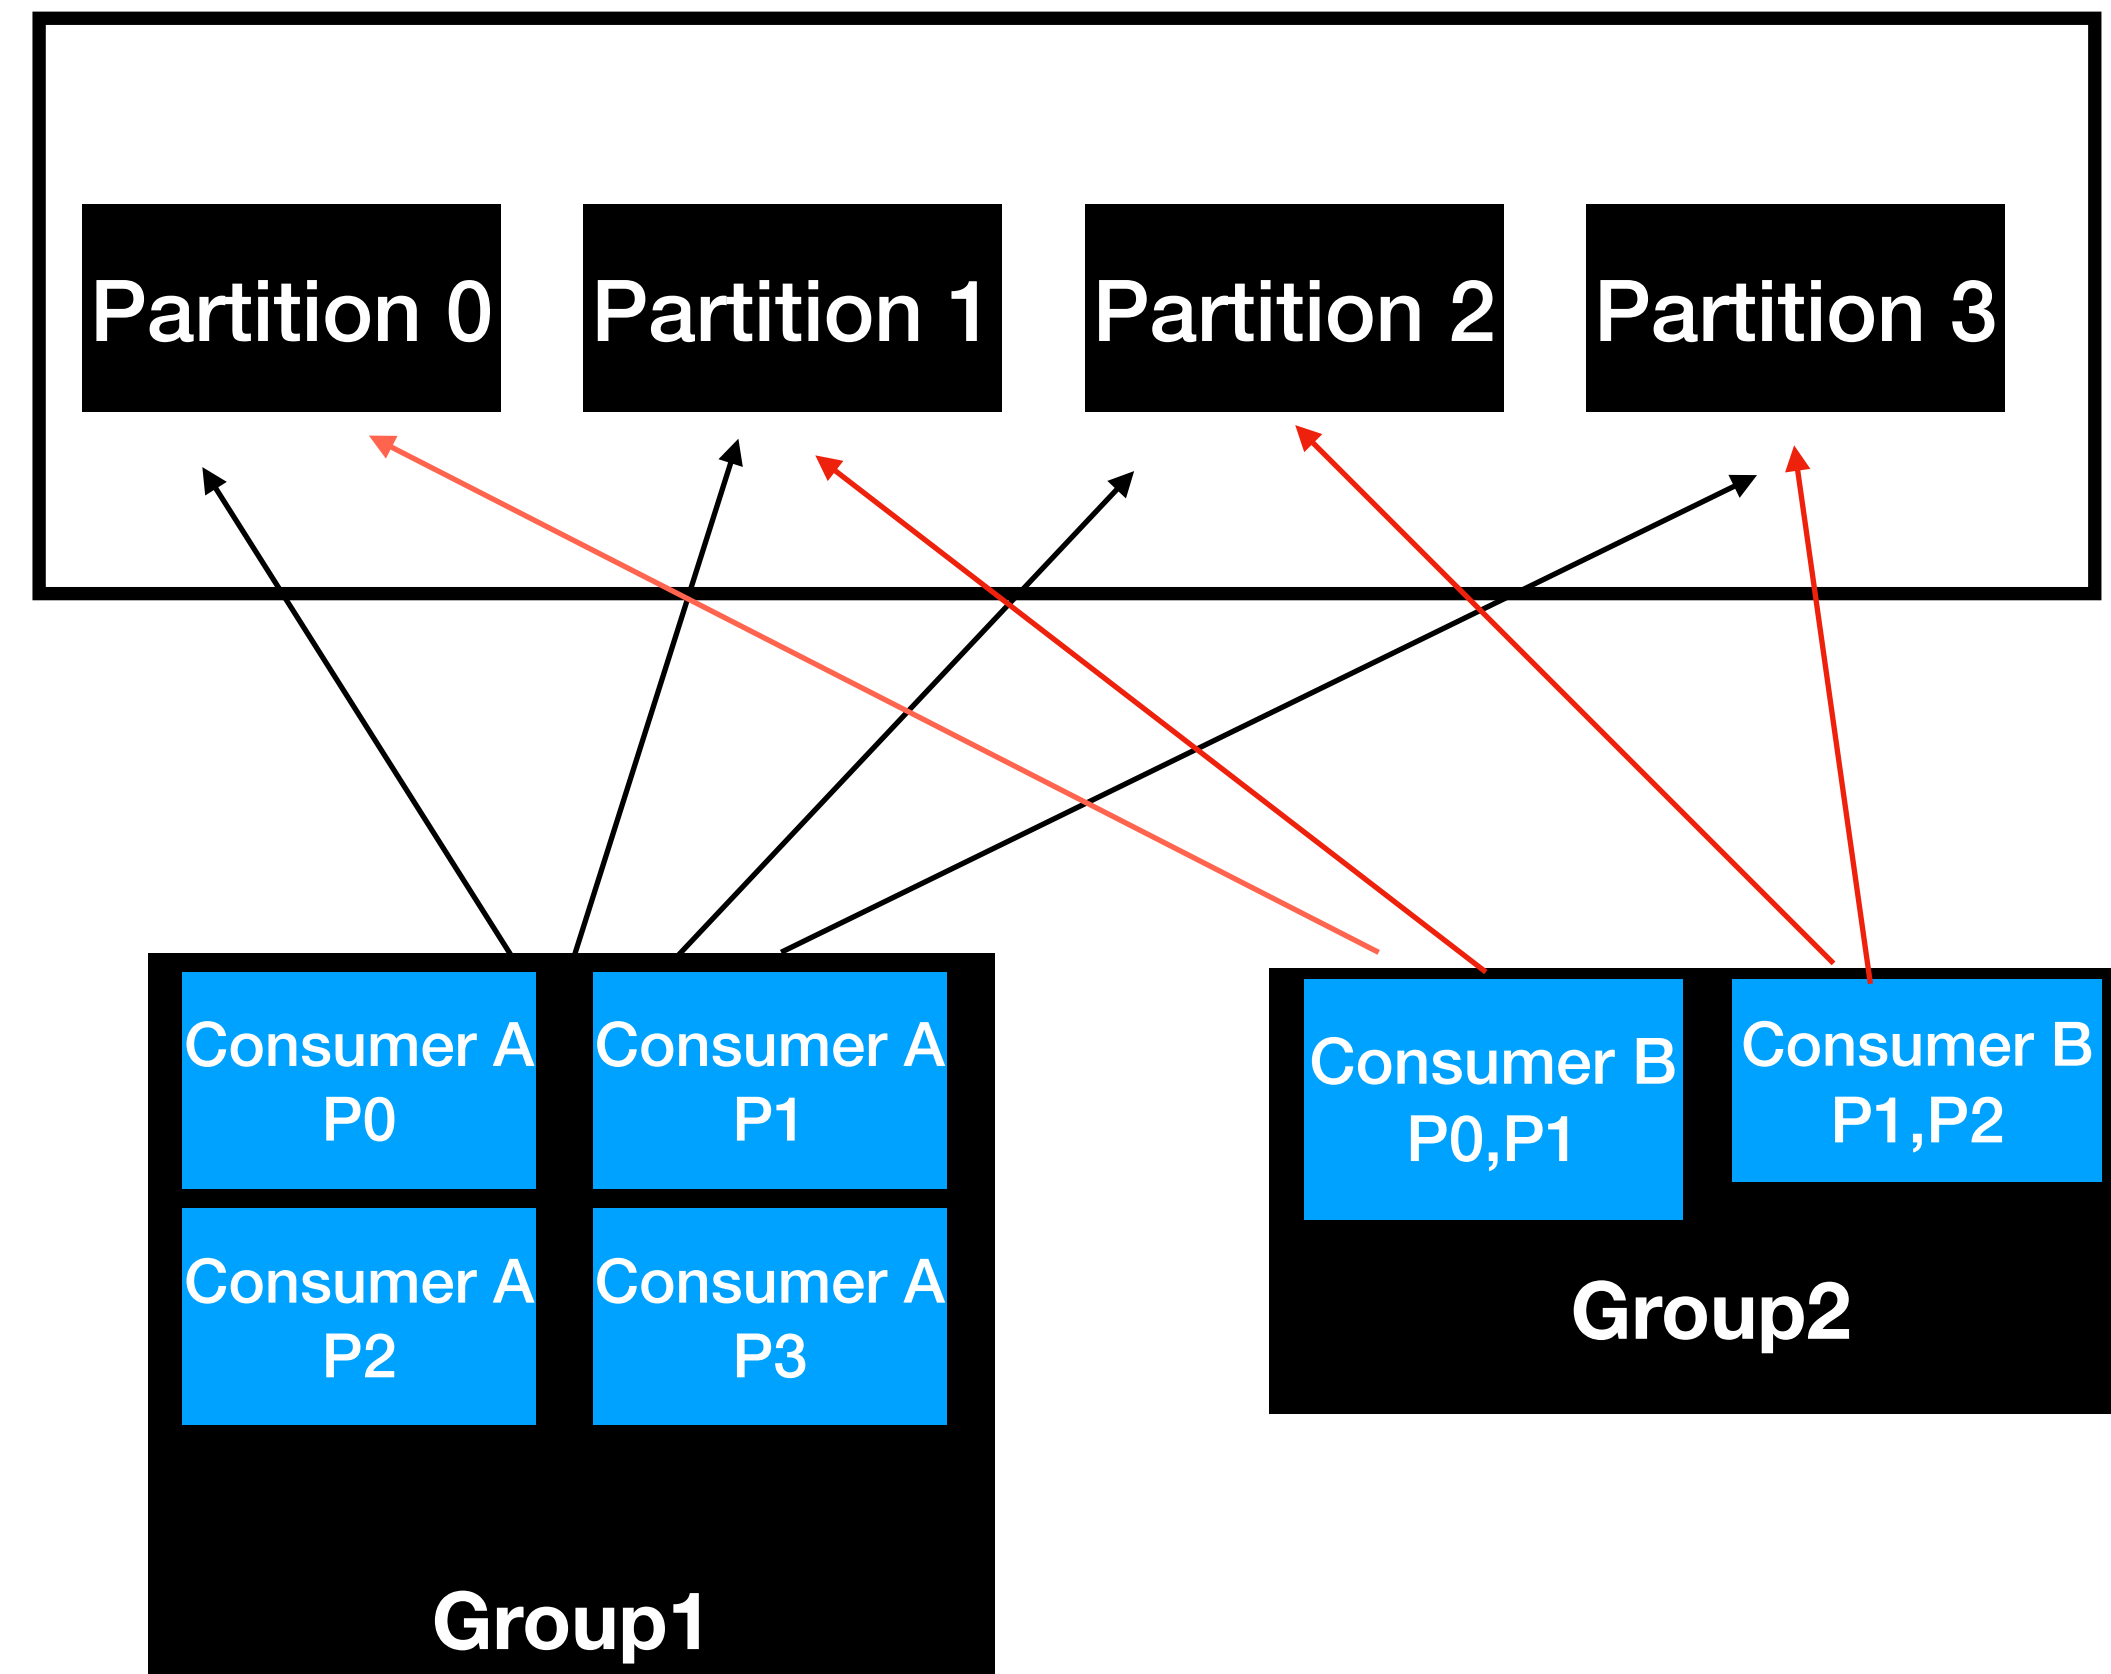 Partition 0
Partition 1
Partition 2
Partition 3
Consumer A
P0
Consumer A
P1
Consumer A
P2
Consumer A
P3
Group1
Consumer B
P0,P1
Consumer B
P1,P2
Group2